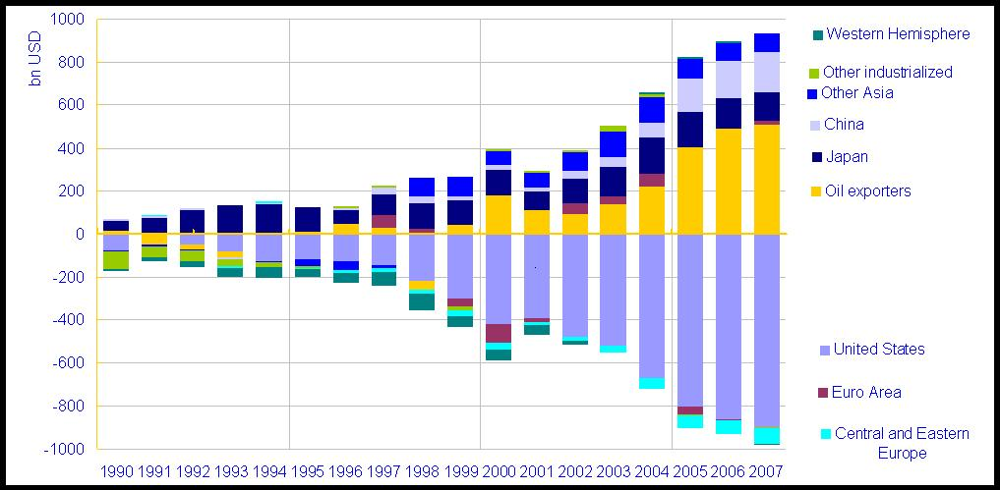 bn USD
1000
800
600
400
200
0
-200
-400
-600
-800
-1000
1990 1991 1992 1993 1994 1995 1996 1997 1998 1999 2000 2001 2002 2003 2004 2005 2006 2007
Western Hemisphere
Other industrialized
Other Asia
China
Japan
Oil exporters
United States
Euro Area
Central and Eastern
Europe